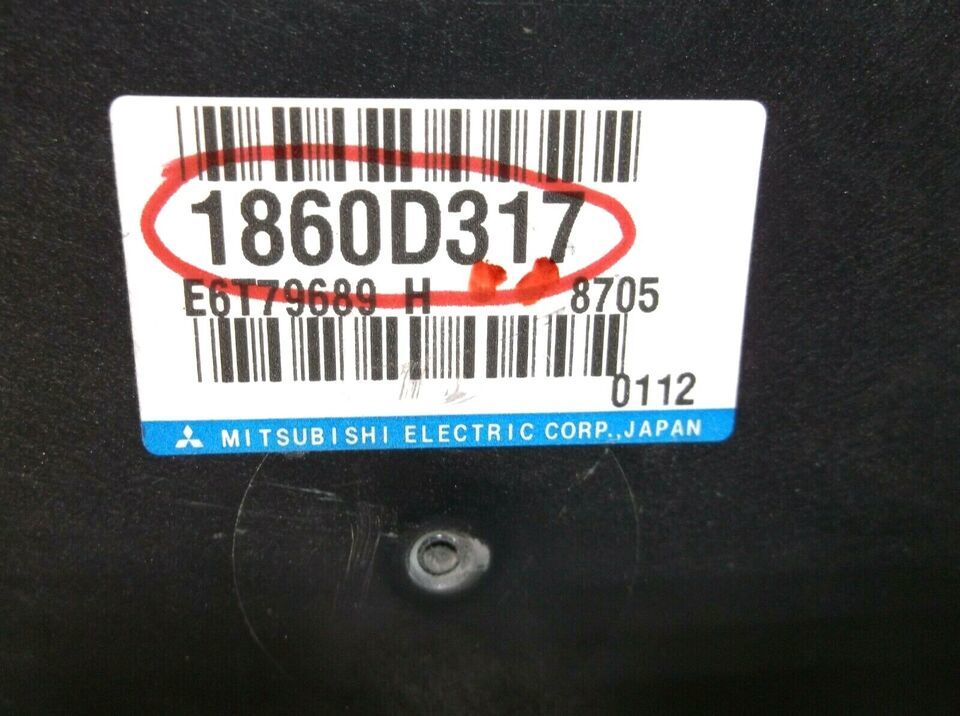 1860D317
E6T79689 H 8705
0112
MITSUBISHI ELECTRIC CORP.,JAPAN